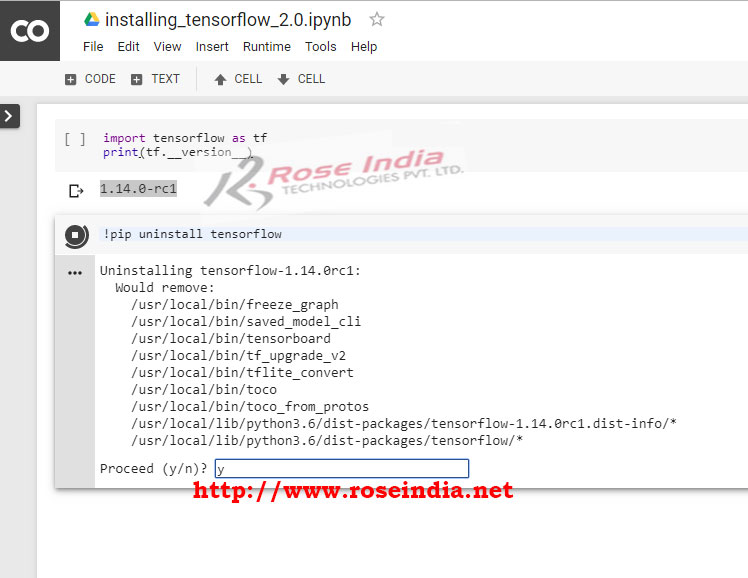 CO
installing_tensorflow_2.0.ipynb
File Edit View Insert Runtime Tools Help
CODE TEXT CELL CELL
[ ] import tensorflow as tf
print(tf.__version__)
Rose India
TECHNOLOGIES PVT. LTD.
1.14.0-rc1
!pip uninstall tensorflow
Uninstalling tensorflow-1.14.0rc1:
Would remove:
/usr/local/bin/freeze_graph
/usr/local/bin/saved_model_cli
/usr/local/bin/tensorboard
/usr/local/bin/tf_upgrade_v2
/usr/local/bin/tflite_convert
/usr/local/bin/toco
/usr/local/bin/toco_from_protos
/usr/local/lib/python3.6/dist-packages/tensorflow-1.14.0rc1.dist-info/*
/usr/local/lib/python3.6/dist-packages/tensorflow/*
Proceed (y/n)? y
http://www.roseindia.net